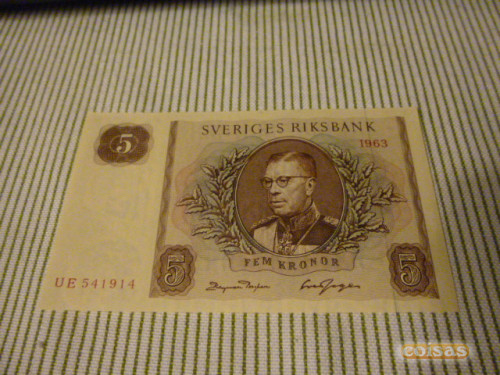 SVERIGES RIKSBANK
1963
5
FEM KRONOR
UE 541914
5
5
coisas